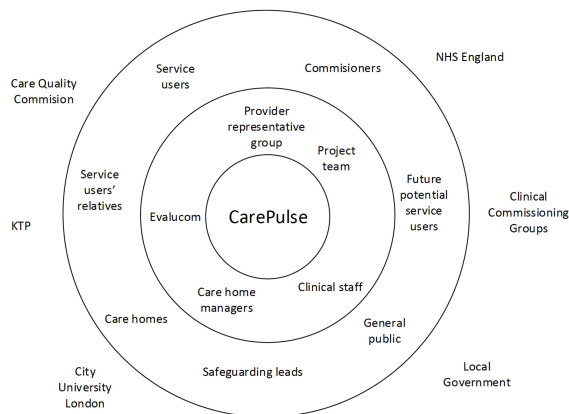 NHS England
Commisioners
Service
users
Care Quality
Commision
Provider
representative
group
Project
team
Service
users'
relatives
Future
potential
service
users
Evalucom
CarePulse
Clinical
Commissioning
Groups
KTP
Clinical staff
Care home
managers
Care homes
General
public
Safeguarding leads
Local
Government
City
University
London